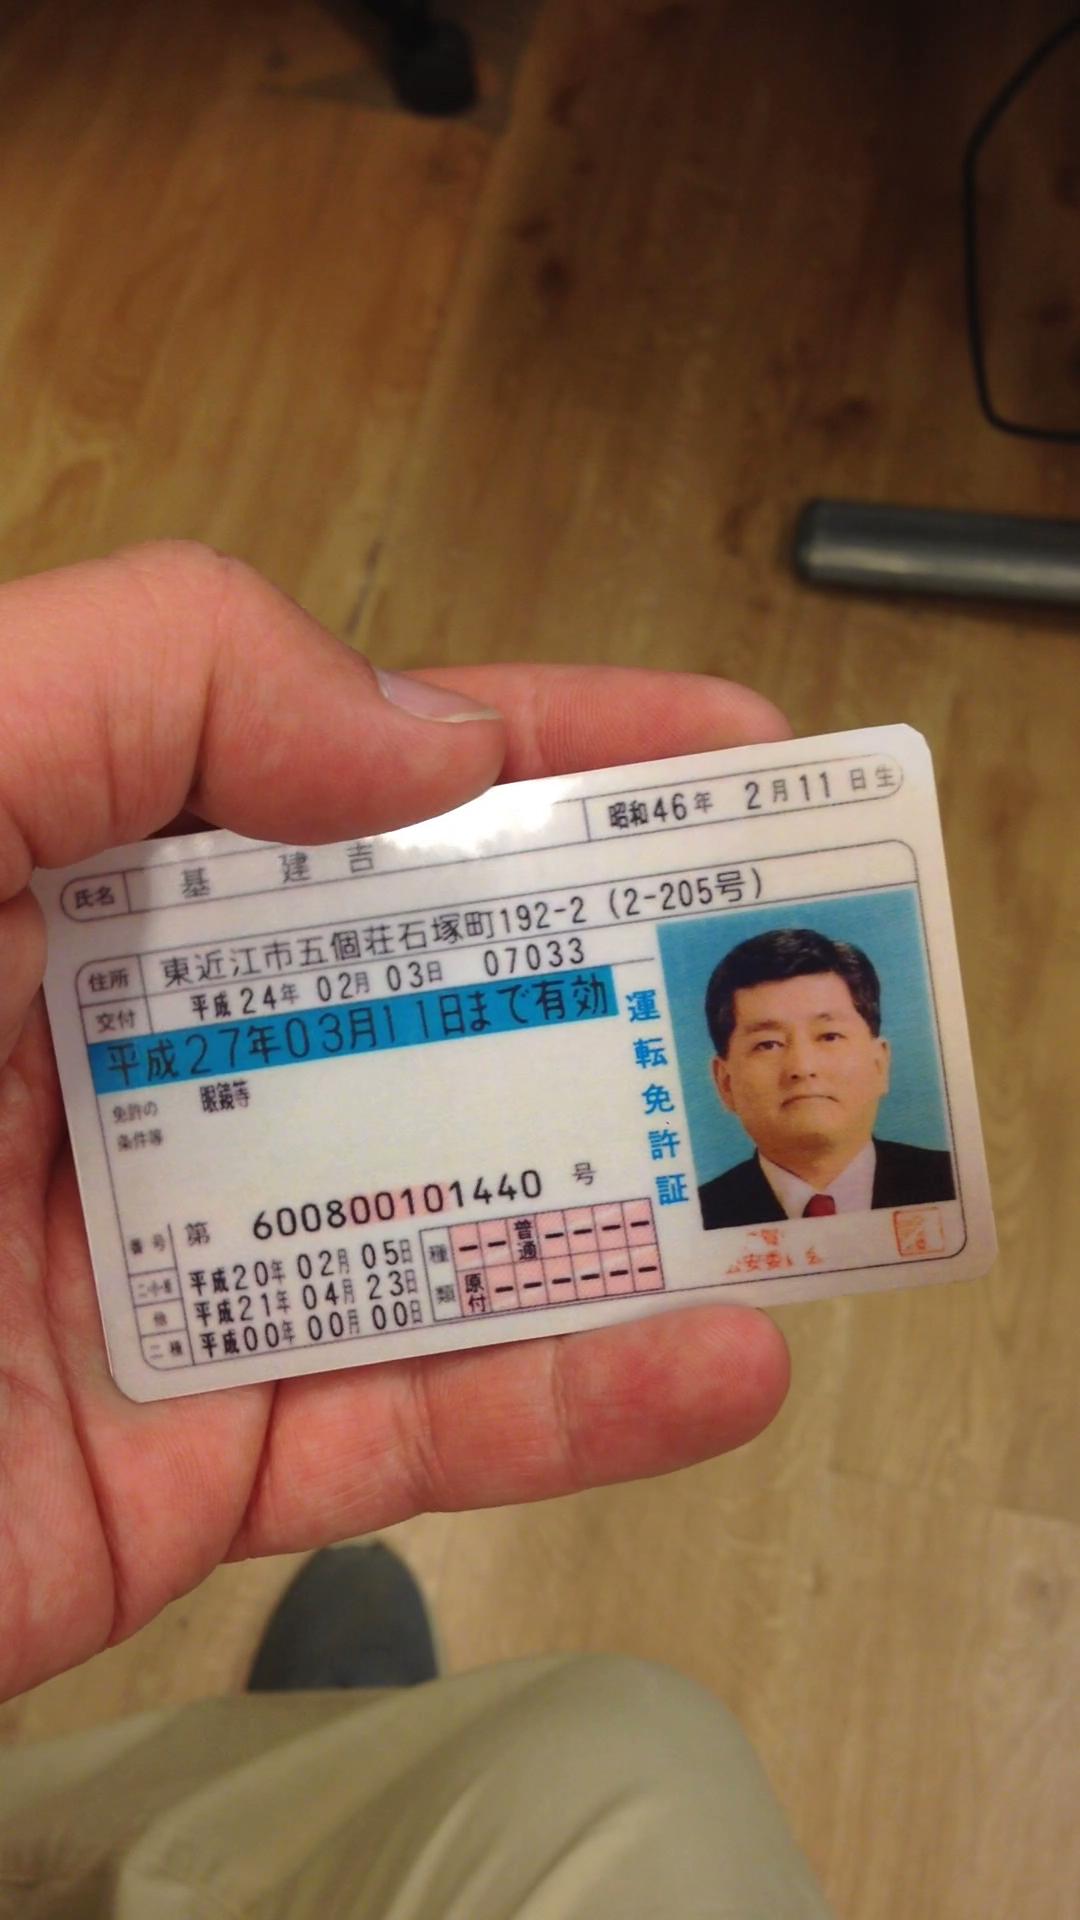 氏名 基 建吉 昭和46年 2月11日生
住所 東近江市五個荘石塚町192-2 (2-205号)
交付 平成24年02月03日 07033
平成27年03月11日まで有効
免許の 眼鏡等
条件等
運転免許証
番号 第 600800101440 号
二・小・原 平成20年02月05日
他 平成21年04月23日
二種 平成00年00月00日
種類 普通
原付